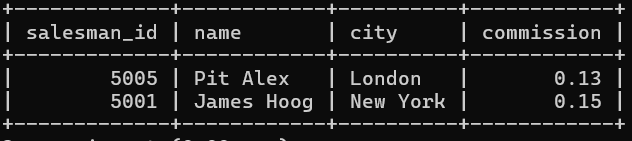 +-------------+------------+----------+------------+
| salesman_id | name       | city     | commission |
+-------------+------------+----------+------------+
|        5005 | Pit Alex   | London   |       0.13 |
|        5001 | James Hoog | New York |       0.15 |
+-------------+------------+----------+------------+